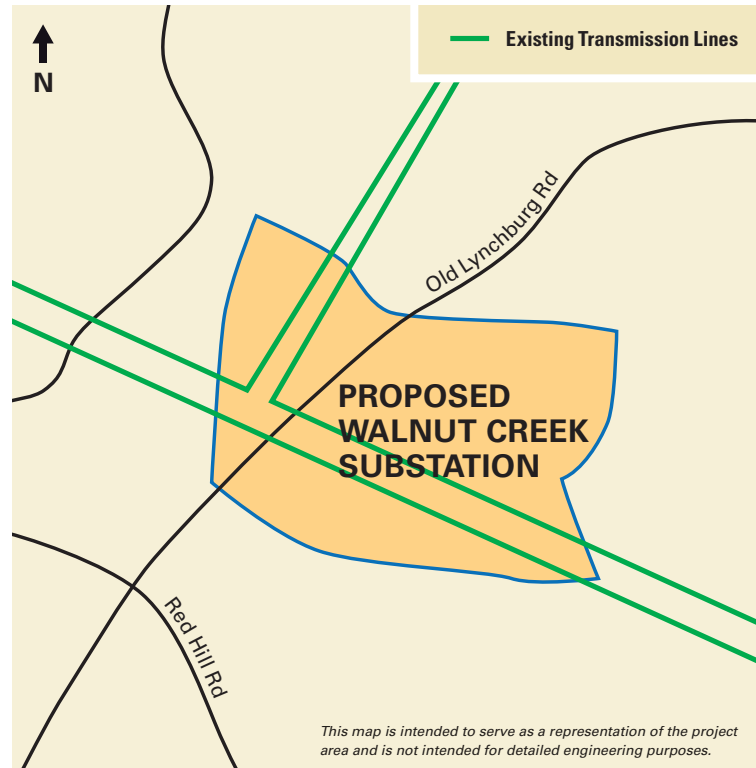 N
Existing Transmission Lines
Old Lynchburg Rd
PROPOSED
WALNUT CREEK
SUBSTATION
Red Hill Rd
This map is intended to serve as a representation of the project
area and is not intended for detailed engineering purposes.